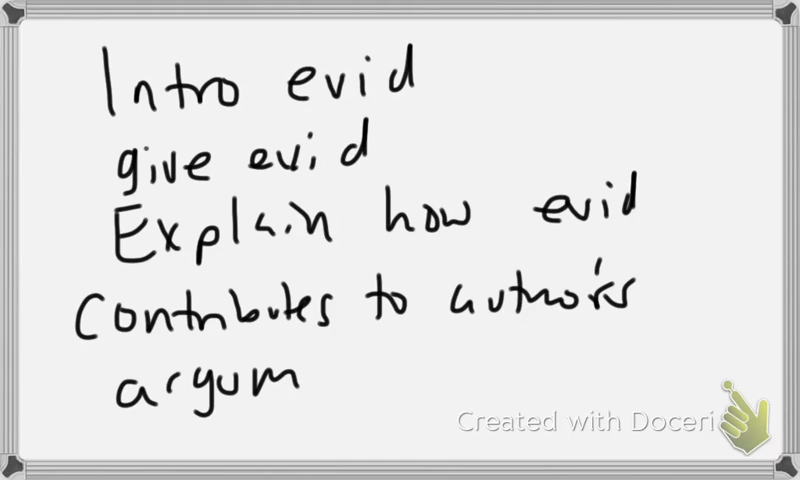 Intro evid
give evid
Explain how evid
contributes to author's
argum
Created with Doceri